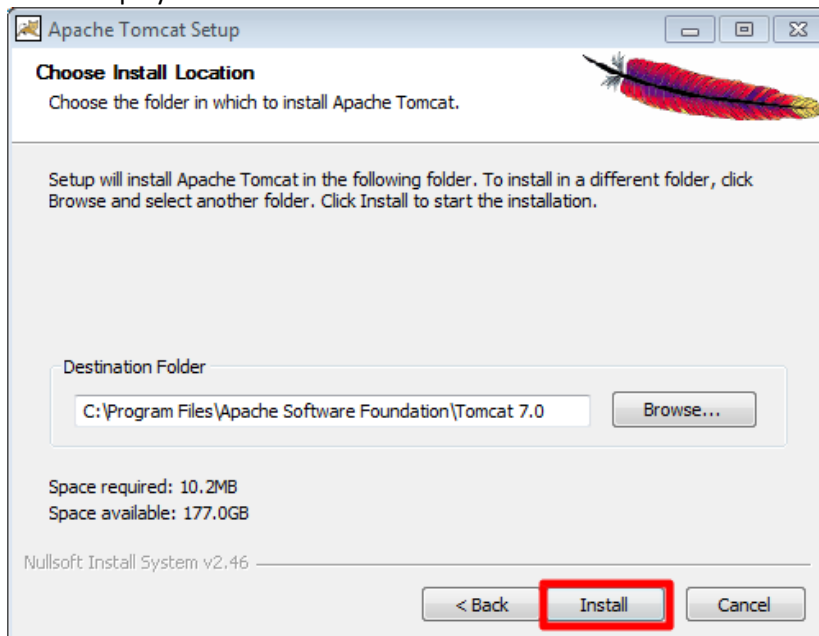 Apache Tomcat Setup
Choose Install Location
Choose the folder in which to install Apache Tomcat.
Setup will install Apache Tomcat in the following folder. To install in a different folder, click
Browse and select another folder. Click Install to start the installation.
Destination Folder
C:\Program Files\Apache Software Foundation\Tomcat 7.0
Browse...
Space required: 10.2MB
Space available: 177.0GB
Nullsoft Install System v2.46
< Back
Install
Cancel